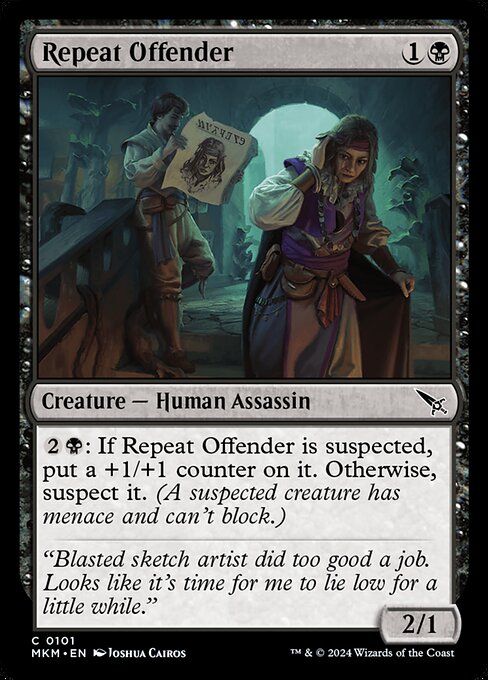 Repeat Offender 1
Creature — Human Assassin
2 : If Repeat Offender is suspected,
put a +1/+1 counter on it. Otherwise,
suspect it. (A suspected creature has
menace and can't block.)
“Blasted sketch artist did too good a job.
Looks like it's time for me to lie low for a
little while.”
2/1
C 0101
MKM • EN Joshua Cairos
™ & © 2024 Wizards of the Coast